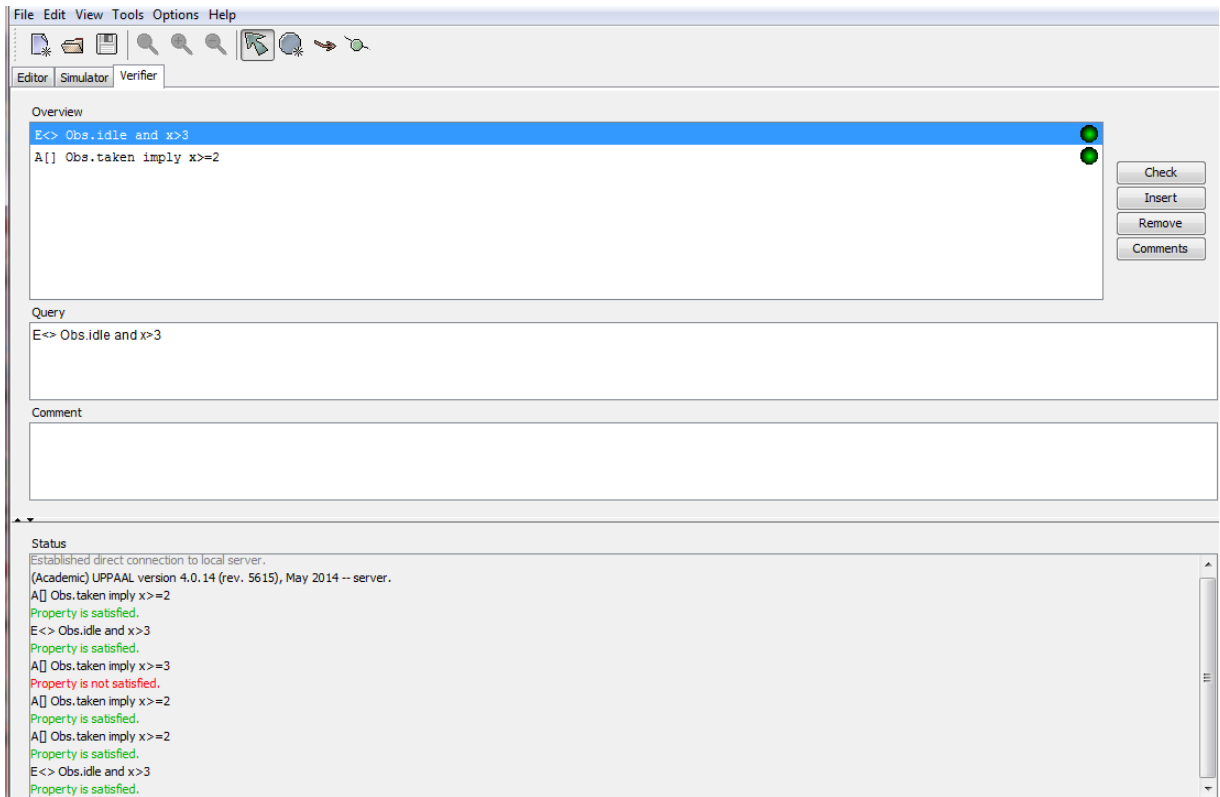 File Edit View Tools Options Help
Editor Simulator Verifier
Overview
E<> Obs.idle and x>3
A[] Obs.taken imply x>=2
Check
Insert
Remove
Comments
Query
E<> Obs.idle and x>3
Comment
Status
Established direct connection to local server.
(Academic) UPPAAL version 4.0.14 (rev. 5615), May 2014 -- server.
A[] Obs.taken imply x>=2
Property is satisfied.
E<> Obs.idle and x>3
Property is satisfied.
A[] Obs.taken imply x>=3
Property is not satisfied.
A[] Obs.taken imply x>=2
Property is satisfied.
A[] Obs.taken imply x>=2
Property is satisfied.
E<> Obs.idle and x>3
Property is satisfied.